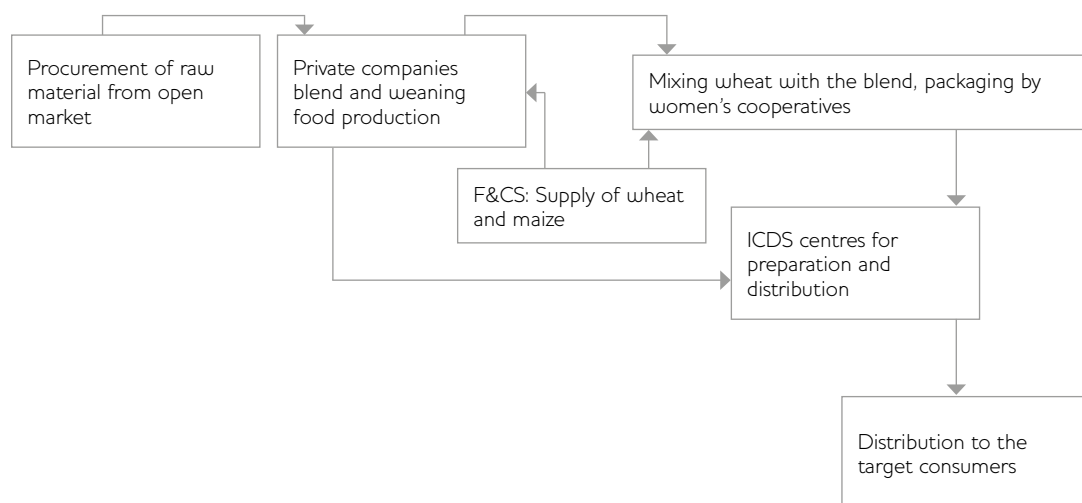 Procurement of raw
material from open
market
Private companies
blend and weaning
food production
Mixing wheat with the blend, packaging by
women’s cooperatives
F&CS: Supply of wheat
and maize
ICDS centres for
preparation and
distribution
Distribution to the
target consumers